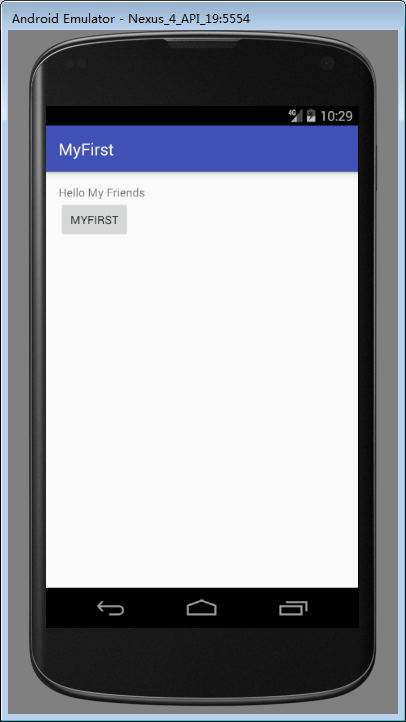 Android Emulator - Nexus_4_API_19:5554
4G 10:29
MyFirst
Hello My Friends
MYFIRST